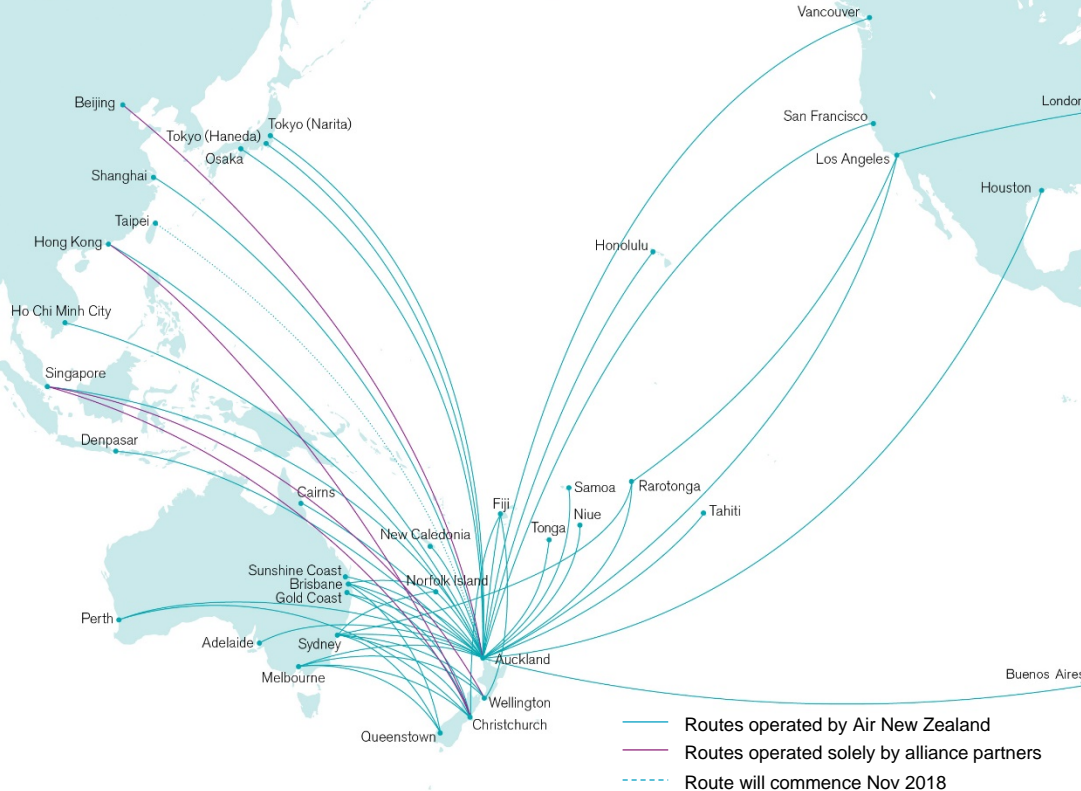 Vancouver
Beijing
London
San Francisco
Tokyo (Narita)
Tokyo (Haneda)
Osaka
Los Angeles
Shanghai
Houston
Taipei
Hong Kong
Honolulu
Ho Chi Minh City
Singapore
Denpasar
Cairns
Samoa
Rarotonga
Fiji
Niue
Tahiti
Tonga
New Caledonia
Sunshine Coast
Brisbane
Norfolk Island
Gold Coast
Perth
Adelaide
Sydney
Auckland
Melbourne
Buenos Aires
Wellington
Christchurch
Queenstown
Routes operated by Air New Zealand
Routes operated solely by alliance partners
Route will commence Nov 2018